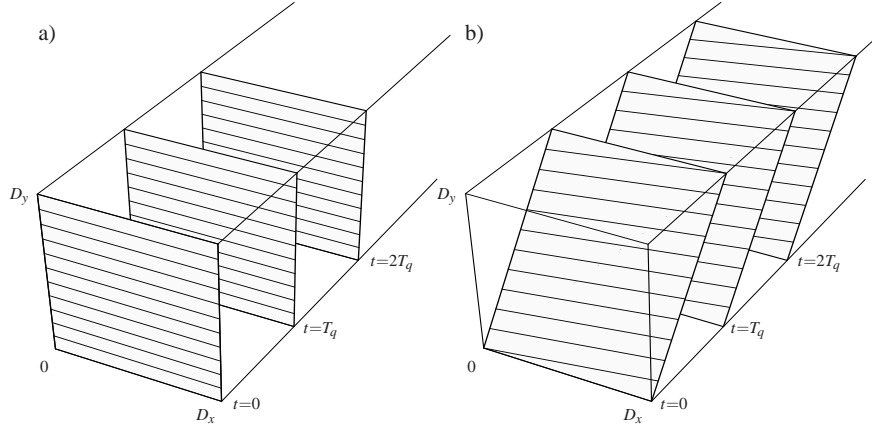 a)
D_y
0
D_x
t=0
t=T_q
t=2T_q
b)
D_y
0
D_x
t=0
t=T_q
t=2T_q